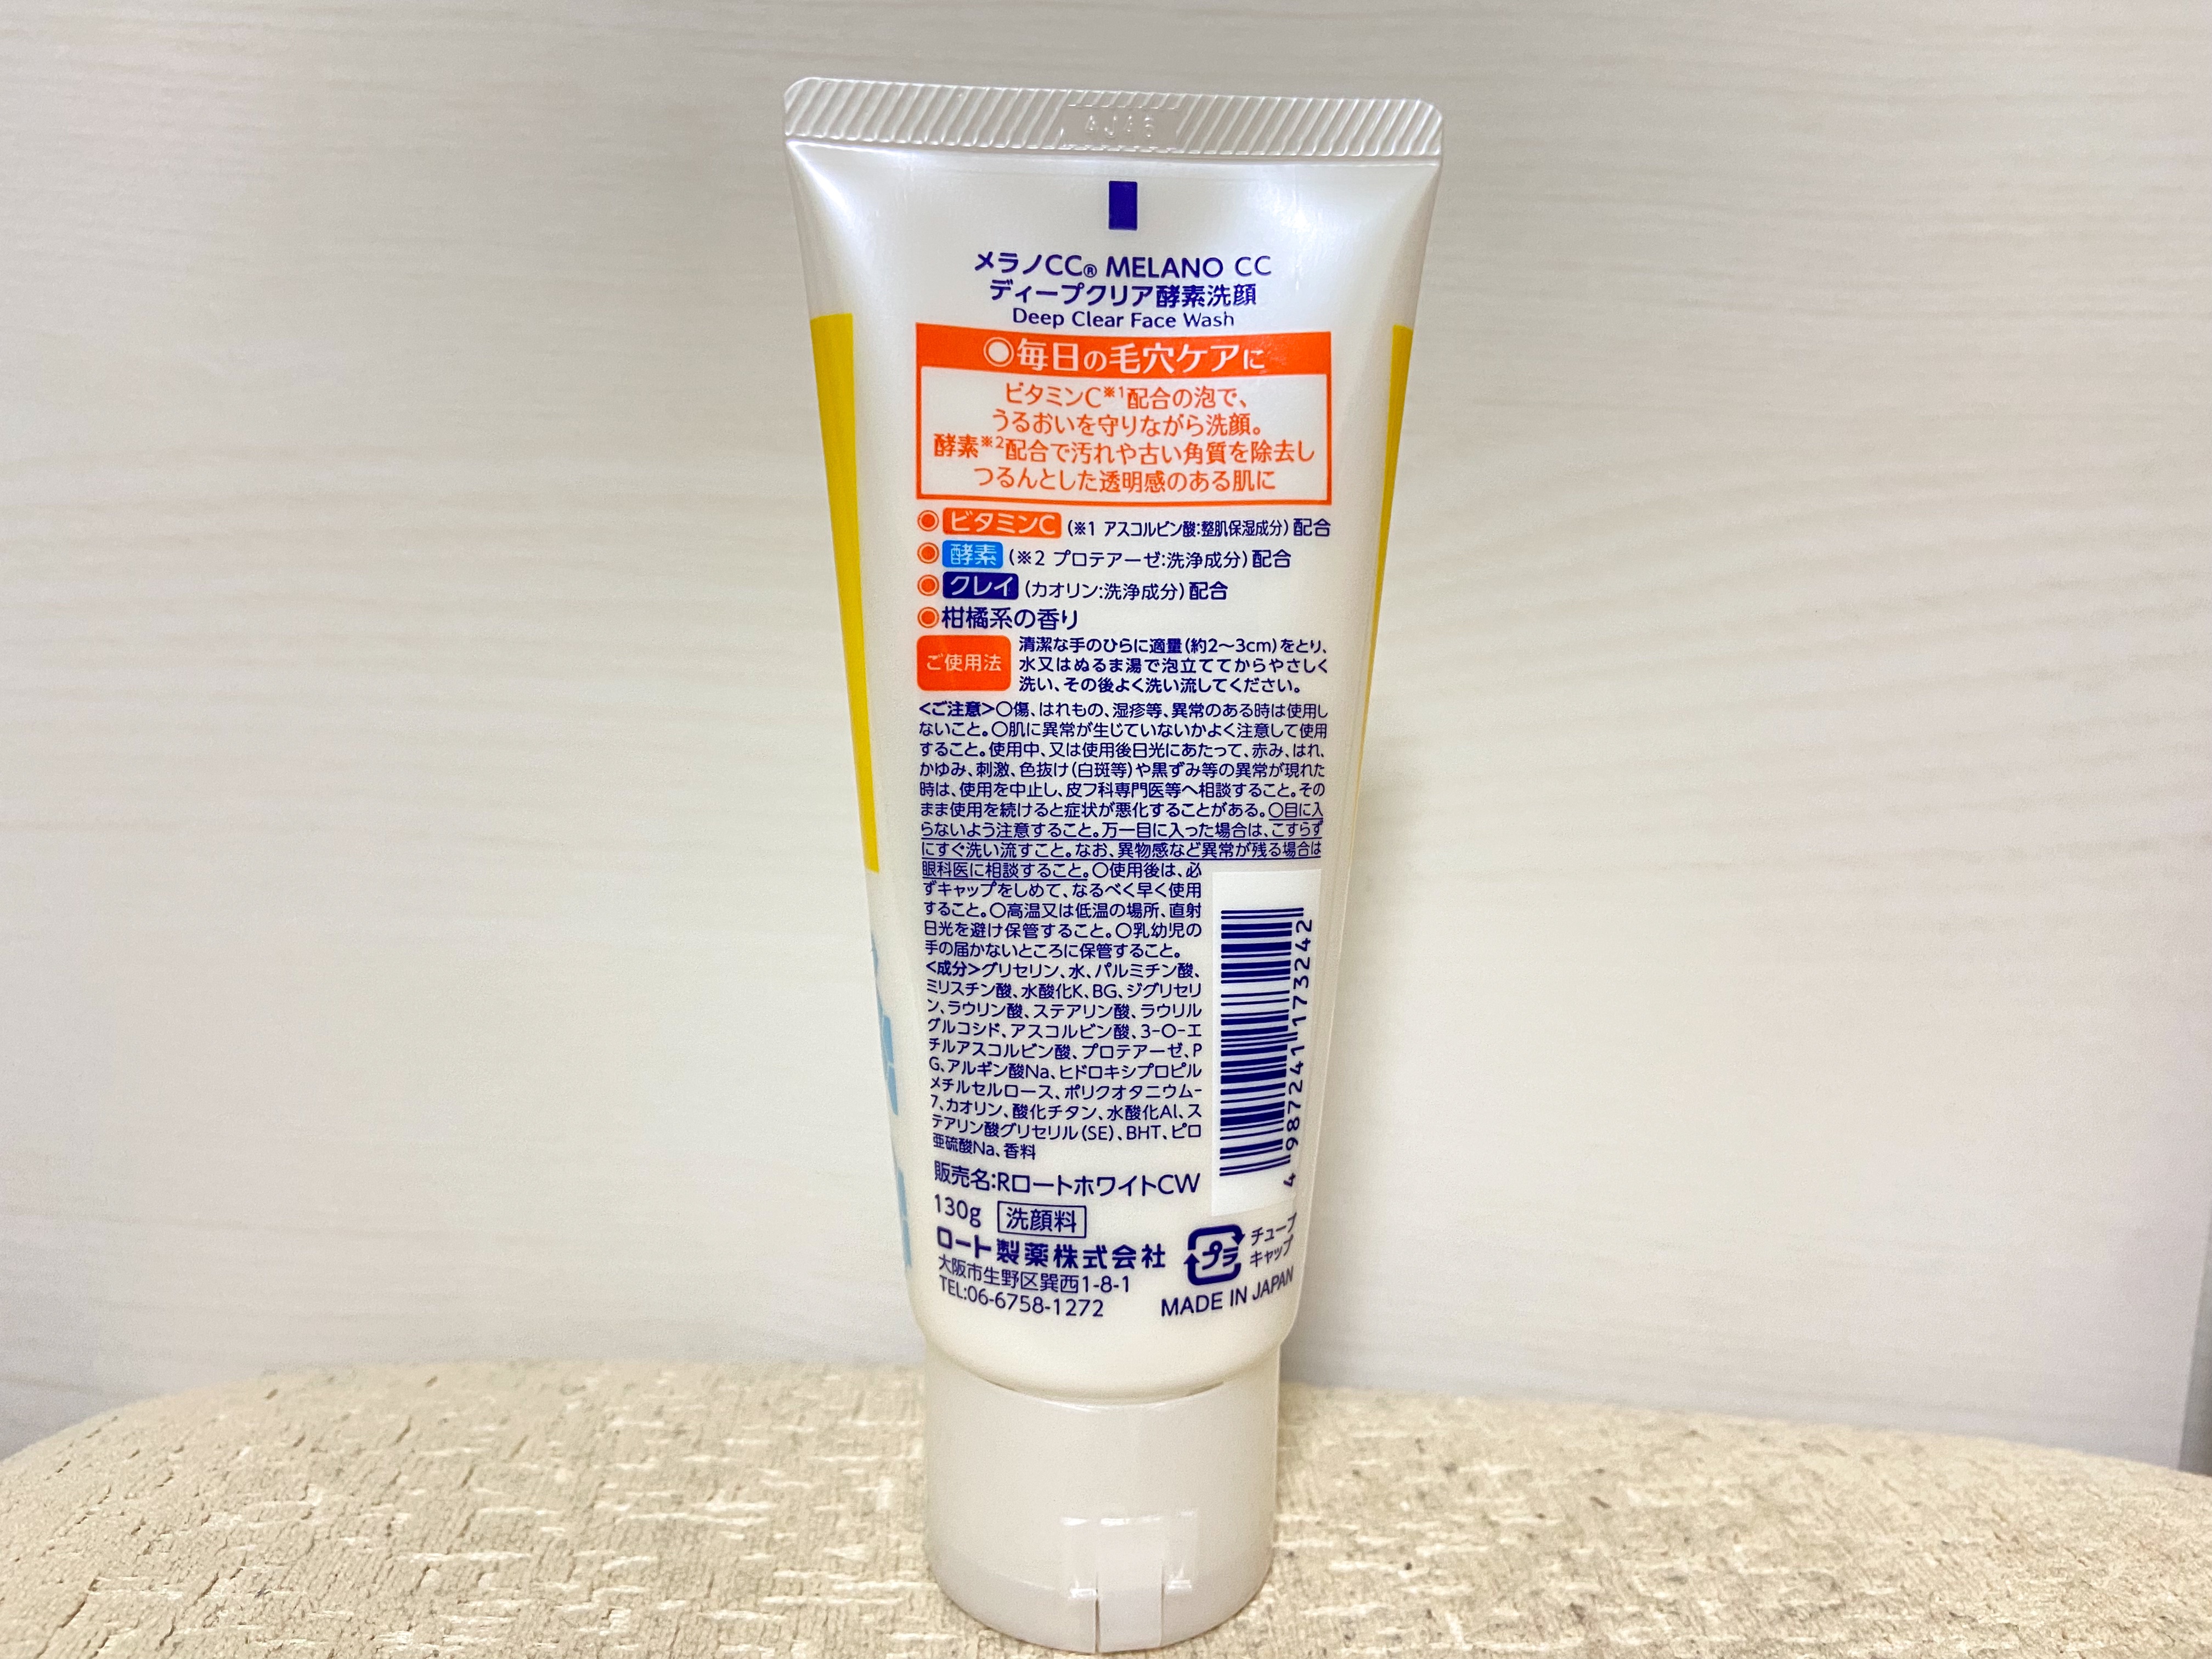 メラノCC® MELANO CC
ディープクリア酵素洗顔
Deep Clear Face Wash
◉毎日の毛穴ケアに
ビタミンC※1配合の泡で、
うるおいを守りながら洗顔。
酵素※2配合で汚れや古い角質を除去し
つるんとした透明感のある肌に
◉ビタミンC(※1 アスコルビン酸:整肌保湿成分)配合
◉酵素(※2 プロテアーゼ:洗浄成分)配合
◉クレイ(カオリン:洗浄成分)配合
◉柑橘系の香り
ご使用法
清潔な手のひらに適量(約2〜3cm)をとり、
水又はぬるま湯で泡立ててからやさしく
洗い、その後よく洗い流してください。
<ご注意>○傷、はれもの、湿疹等、異常のある時は使用し
ないこと。○肌に異常が生じていないかよく注意して使用
すること。使用中、又は使用後日光にあたって、赤み、はれ、
かゆみ、刺激、色抜け(白斑等)や黒ずみ等の異常が現れた
時は、使用を中止し、皮フ科専門医等へ相談すること。その
まま使用を続けると症状が悪化することがある。○目に入
らないよう注意すること。万一目に入った場合は、こすらず
にすぐ洗い流すこと。なお、異物感など異常が残る場合は
眼科医に相談すること。○使用後は、必
ずキャップをしめて、なるべく早く使用
すること。○高温又は低温の場所、直射
日光を避け保管すること。○乳幼児の
手の届かないところに保管すること。
<成分>グリセリン、水、パルミチン酸、
ミリスチン酸、水酸化K、BG、ジグリセリ
ン、ラウリン酸、ステアリン酸、ラウリル
グルコシド、アスコルビン酸、3-O-エ
チルアスコルビン酸、プロテアーゼ、P
G、アルギン酸Na、ヒドロキシプロピル
メチルセルロース、ポリクオタニウム-
7、カオリン、酸化チタン、水酸化Al、ス
テアリン酸グリセリル(SE)、BHT、ピロ
亜硫酸Na、香料
4 987241 173242
販売名:RロートホワイトCW
130g 洗顔料
ロート製薬株式会社
大阪市生野区巽西1-8-1
TEL:06-6758-1272
プラ
チューブ
キャップ
MADE IN JAPAN